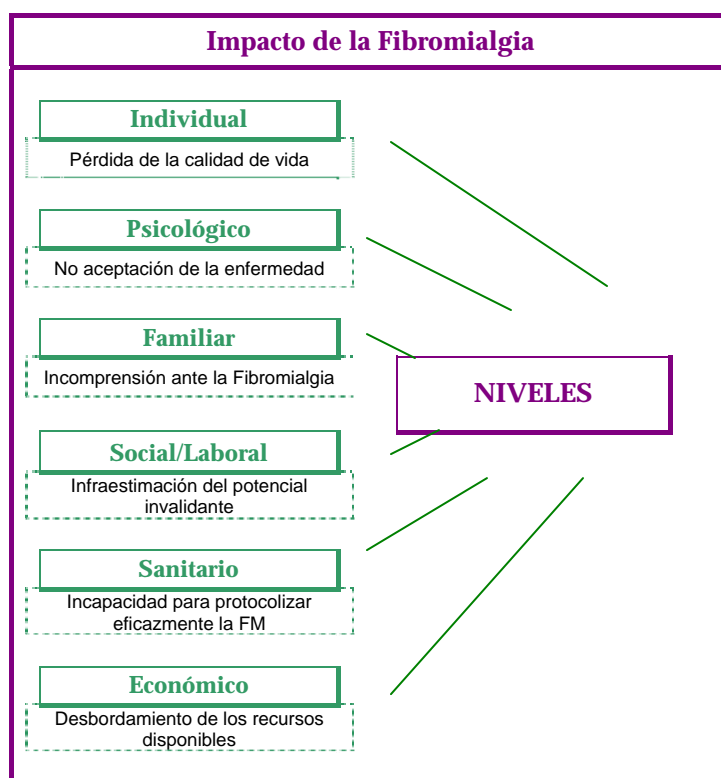 Impacto de la Fibromialgia
Individual
Pérdida de la calidad de vida
Psicológico
No aceptación de la enfermedad
Familiar
Incomprensión ante la Fibromialgia
NIVELES
Social/Laboral
Infraestimación del potencial
invalidante
Sanitario
Incapacidad para protocolizar
eficazmente la FM
Económico
Desbordamiento de los recursos
disponibles